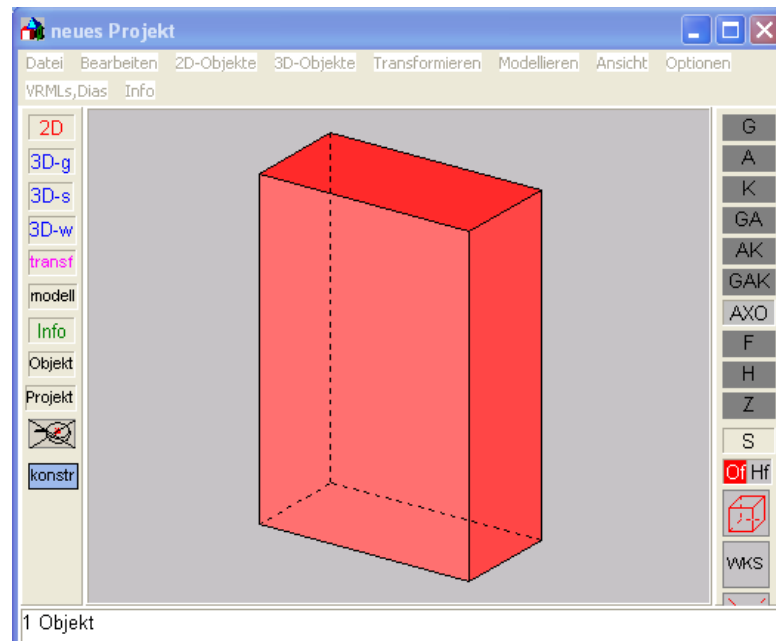 neues Projekt
Datei Bearbeiten 2D-Objekte 3D-Objekte Transformieren Modellieren Ansicht Optionen
VRMLs,Dias Info
2D
3D-g
3D-s
3D-w
transf
modell
Info
Objekt
Projekt
konstr
G
A
K
GA
AK
GAK
AXO
F
H
Z
S
Of Hf
WKS
1 Objekt